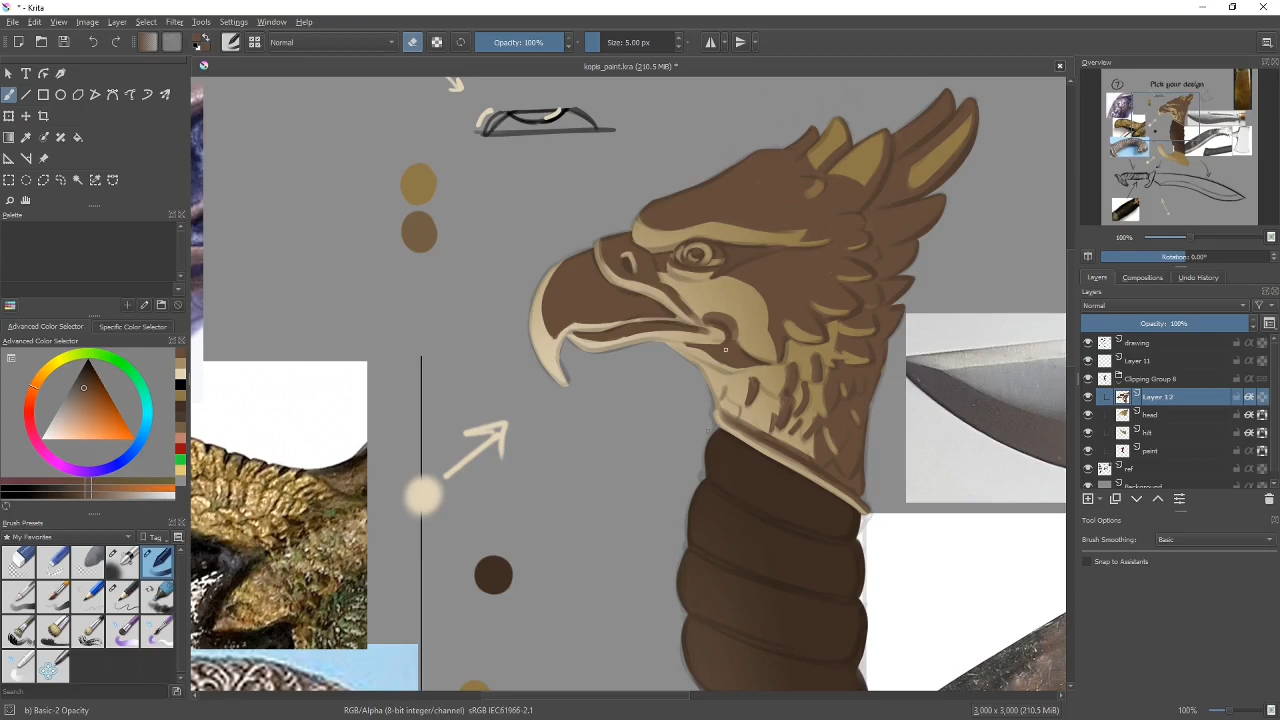 File Edit View Image Layer Select Filter Tools Settings Window Help
Normal Opacity: 100% Size: 5.00 px
kopis_paint.kra (210.5 MiB) *
Overview
Pick your design
100%
Rotation: 0.00°
Layers Compositions Undo History
Layers
Normal
Opacity: 100%
drawing
Layer 11
Clipping Group 8
Layer 12
head
hilt
paint
ref
Background
Tool Options
Brush Smoothing: Basic
Snap to Assistants
Palette
Advanced Color Selector Specific Color Selector
Advanced Color Selector
Brush Presets
My Favorites Tag
Search
b) Basic-2 Opacity
RGB/Alpha (8-bit integer/channel) sRGB IEC61966-2.1
3,000 x 3,000 (210.5 MiB)
100%